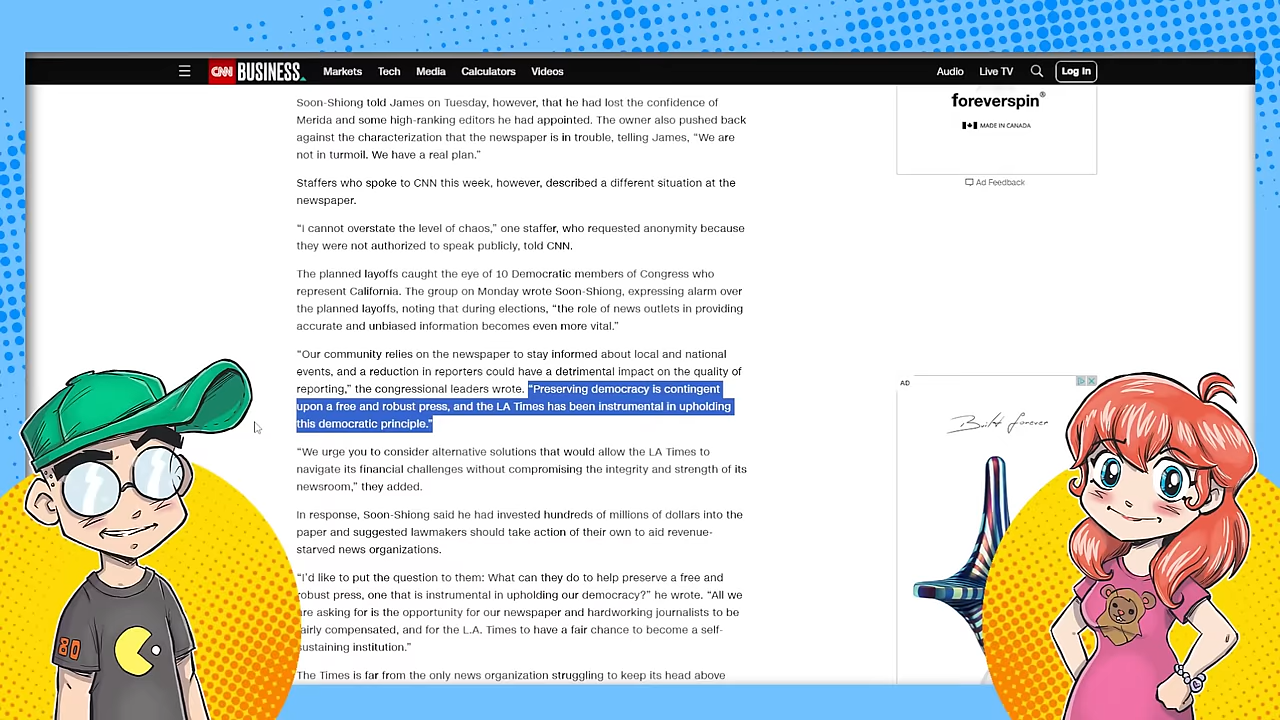 CNN BUSINESS Markets Tech Media Calculators Videos Audio Live TV Log In
Soon-Shiong told James on Tuesday, however, that he had lost the confidence of
Merida and some high-ranking editors he had appointed. The owner also pushed back
against the characterization that the newspaper is in trouble, telling James, “We are
not in turmoil. We have a real plan.”
Staffers who spoke to CNN this week, however, described a different situation at the
newspaper.
“I cannot overstate the level of chaos,” one staffer, who requested anonymity because
they were not authorized to speak publicly, told CNN.
The planned layoffs caught the eye of 10 Democratic members of Congress who
represent California. The group on Monday wrote Soon-Shiong, expressing alarm over
the planned layoffs, noting that during elections, “the role of news outlets in providing
accurate and unbiased information becomes even more vital.”
“Our community relies on the newspaper to stay informed about local and national
events, and a reduction in reporters could have a detrimental impact on the quality of
reporting,” the congressional leaders wrote. “Preserving democracy is contingent
upon a free and robust press, and the LA Times has been instrumental in upholding
this democratic principle.”
“We urge you to consider alternative solutions that would allow the LA Times to
navigate its financial challenges without compromising the integrity and strength of its
newsroom,” they added.
In response, Soon-Shiong said he had invested hundreds of millions of dollars into the
paper and suggested lawmakers should take action of their own to aid revenue-
starved news organizations.
“I’d like to put the question to them: What can they do to help preserve a free and
robust press, one that is instrumental in upholding our democracy?” he wrote. “All we
are asking for is the opportunity for our newspaper and hardworking journalists to be
fairly compensated, and for the L.A. Times to have a fair chance to become a self-
sustaining institution.”
The Times is far from the only news organization struggling to keep its head above
foreverspin®
MADE IN CANADA
Ad Feedback
AD
Built Forever
80